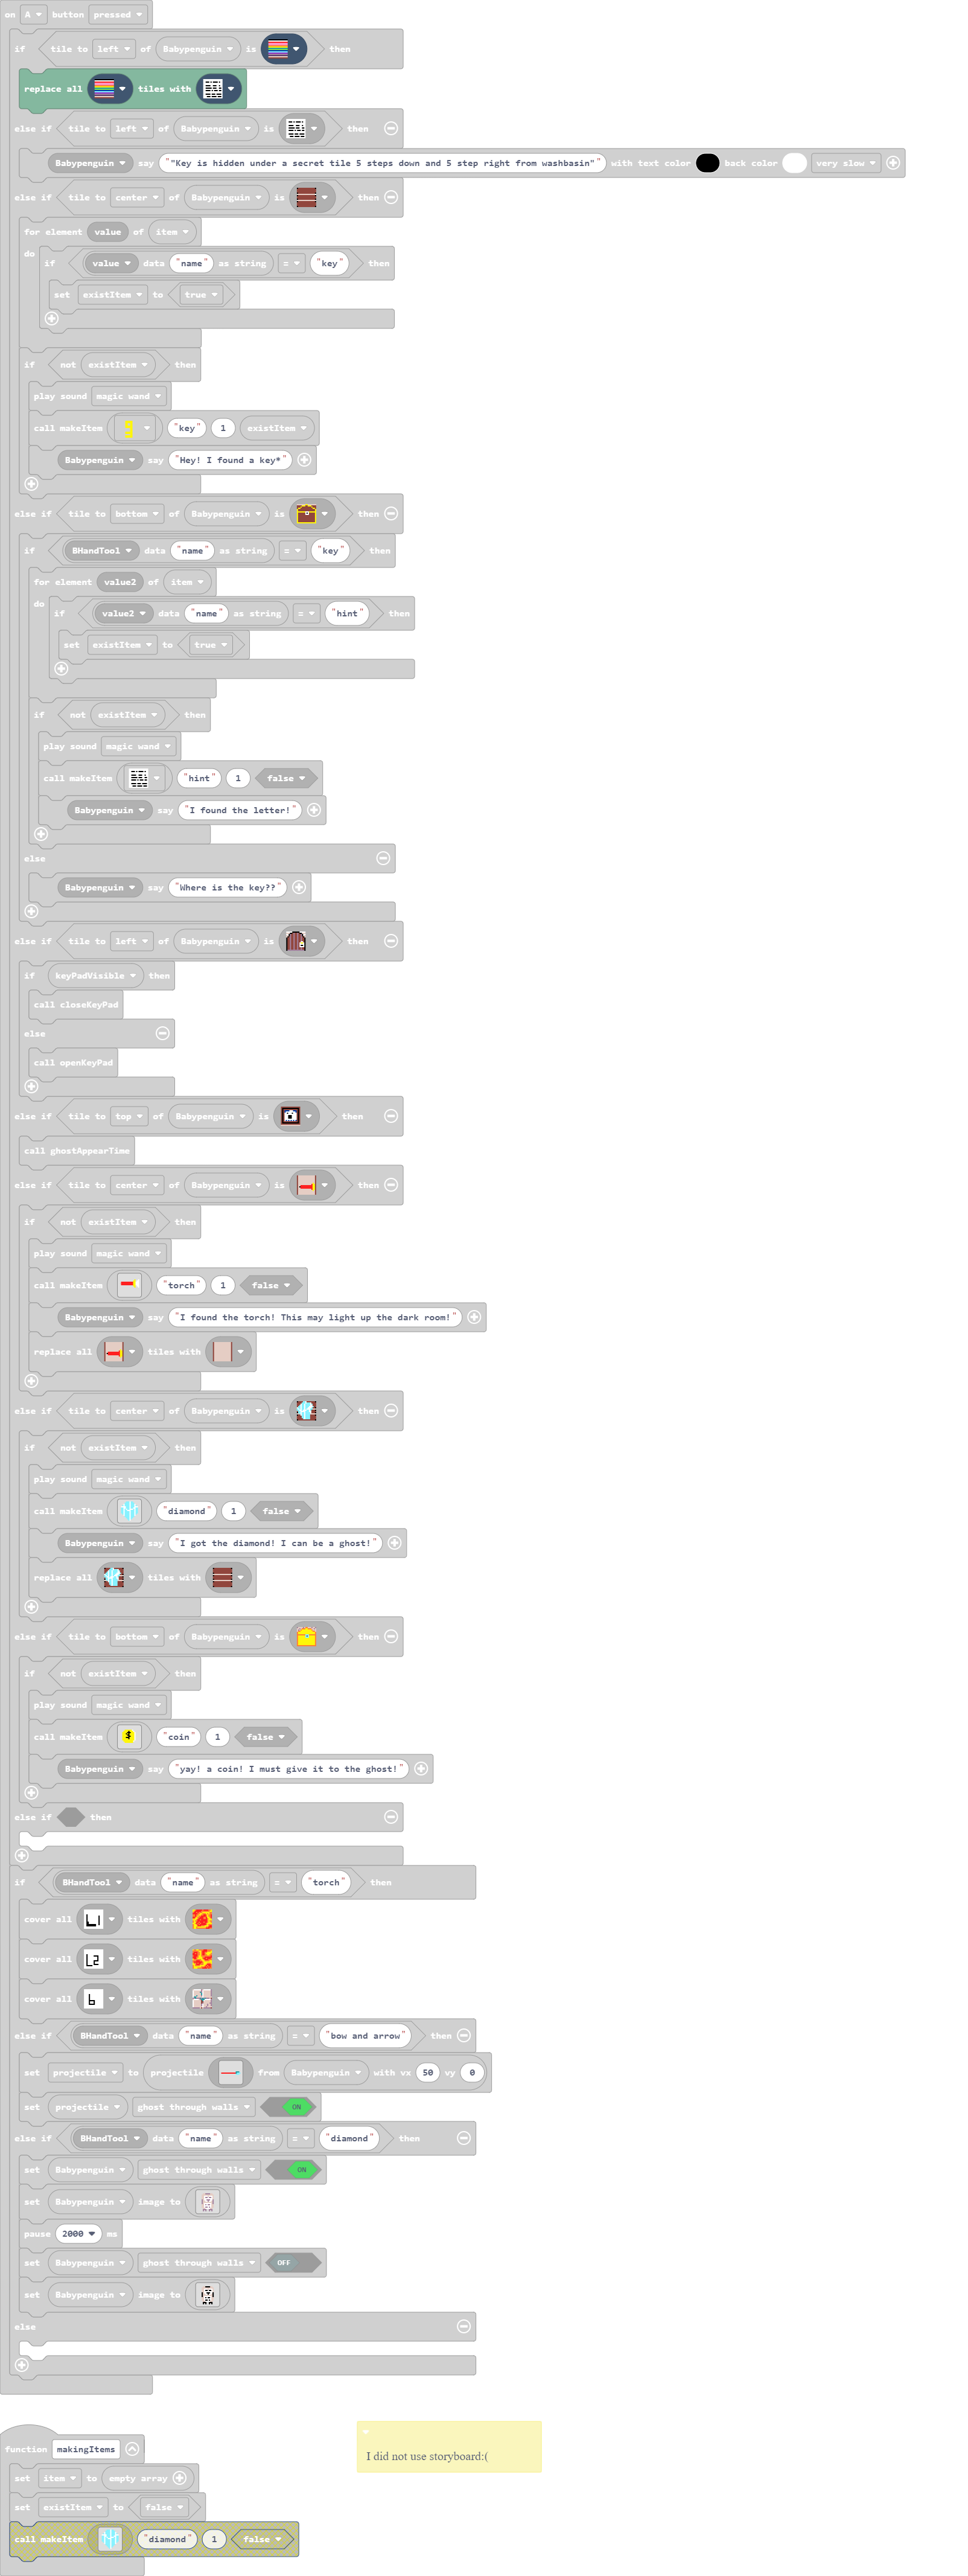 on A button pressed
if tile to left of Babypenguin is then
replace all tiles with
else if tile to left of Babypenguin is then
Babypenguin say ""Key is hidden under a secret tile 5 steps down and 5 step right from washbasin"" with text color back color very slow
else if tile to center of Babypenguin is then
for element value of item
do if value data "name" as string = "key" then
set existItem to true
if not existItem then
play sound magic wand
call makeItem "key" 1 existItem
Babypenguin say "Hey! I found a key*"
else if tile to bottom of Babypenguin is then
if BHandTool data "name" as string = "key" then
for element value2 of item
do if value2 data "name" as string = "hint" then
set existItem to true
if not existItem then
play sound magic wand
call makeItem "hint" 1 false
Babypenguin say "I found the letter!"
else
Babypenguin say "Where is the key??"
else if tile to left of Babypenguin is then
if keyPadVisible then
call closeKeyPad
else
call openKeyPad
else if tile to top of Babypenguin is then
call ghostAppearTime
else if tile to center of Babypenguin is then
if not existItem then
play sound magic wand
call makeItem "torch" 1 false
Babypenguin say "I found the torch! This may light up the dark room!"
replace all tiles with
else if tile to center of Babypenguin is then
if not existItem then
play sound magic wand
call makeItem "diamond" 1 false
Babypenguin say "I got the diamond! I can be a ghost!"
replace all tiles with
else if tile to bottom of Babypenguin is then
if not existItem then
play sound magic wand
call makeItem $ "coin" 1 false
Babypenguin say "yay! a coin! I must give it to the ghost!"
else if then
if BHandTool data "name" as string = "torch" then
cover all L1 tiles with
cover all L2 tiles with
cover all b tiles with
else if BHandTool data "name" as string = "bow and arrow" then
set projectile to projectile from Babypenguin with vx 50 vy 0
set projectile ghost through walls ON
else if BHandTool data "name" as string = "diamond" then
set Babypenguin ghost through walls ON
set Babypenguin image to
pause 2000 ms
set Babypenguin ghost through walls OFF
set Babypenguin image to
else
function makingItems
I did not use storyboard:(
set item to empty array
set existItem to false
call makeItem "diamond" 1 false